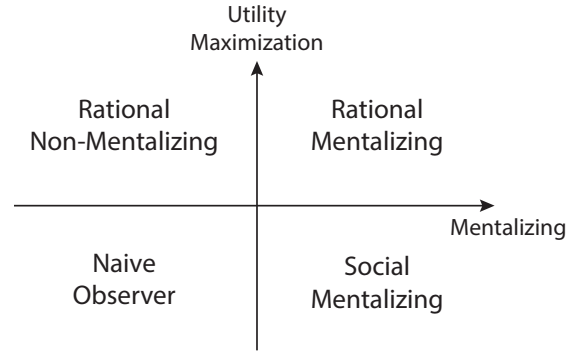 Utility
Maximization
Rational
Non-Mentalizing
Rational
Mentalizing
Mentalizing
Naive
Observer
Social
Mentalizing